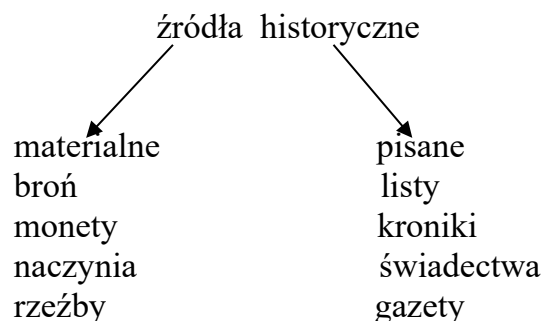 źródła historyczne
materialne pisane
broń listy
monety kroniki
naczynia świadectwa
rzeźby gazety